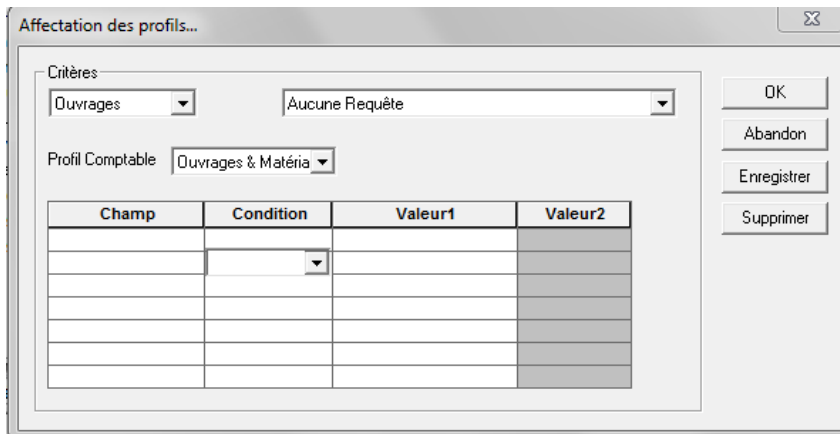 Affectation des profils...
Critères
Ouvrages
Aucune Requête
OK
Abandon
Profil Comptable
Ouvrages & Matéria
Enregistrer
Champ Condition Valeur1 Valeur2
Supprimer